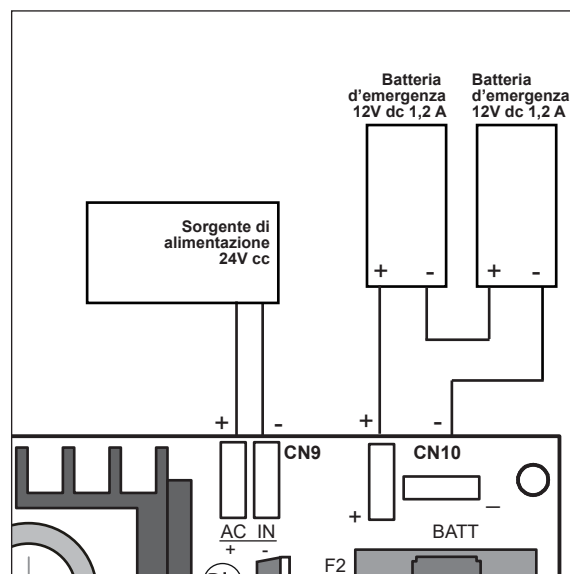 Batteria
d’emergenza
12V dc 1,2 A
Batteria
d’emergenza
12V dc 1,2 A
Sorgente di
alimentazione
24V cc
+ - + -
+ - + -
CN9
CN10
+ –
AC IN
+ -
BATT
F2